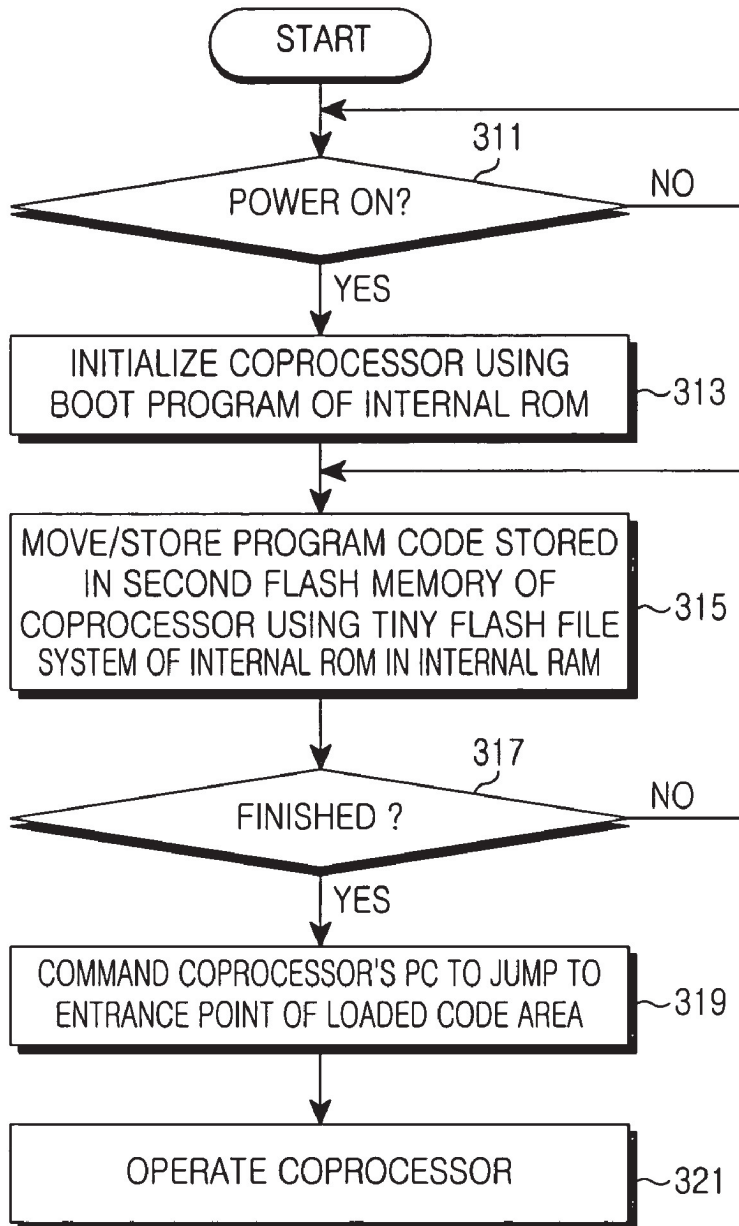 START
311
POWER ON?
NO
YES
INITIALIZE COPROCESSOR USING
BOOT PROGRAM OF INTERNAL ROM
313
MOVE/STORE PROGRAM CODE STORED
IN SECOND FLASH MEMORY OF
COPROCESSOR USING TINY FLASH FILE
SYSTEM OF INTERNAL ROM IN INTERNAL RAM
315
317
FINISHED ?
NO
YES
COMMAND COPROCESSOR'S PC TO JUMP TO
ENTRANCE POINT OF LOADED CODE AREA
319
OPERATE COPROCESSOR
321